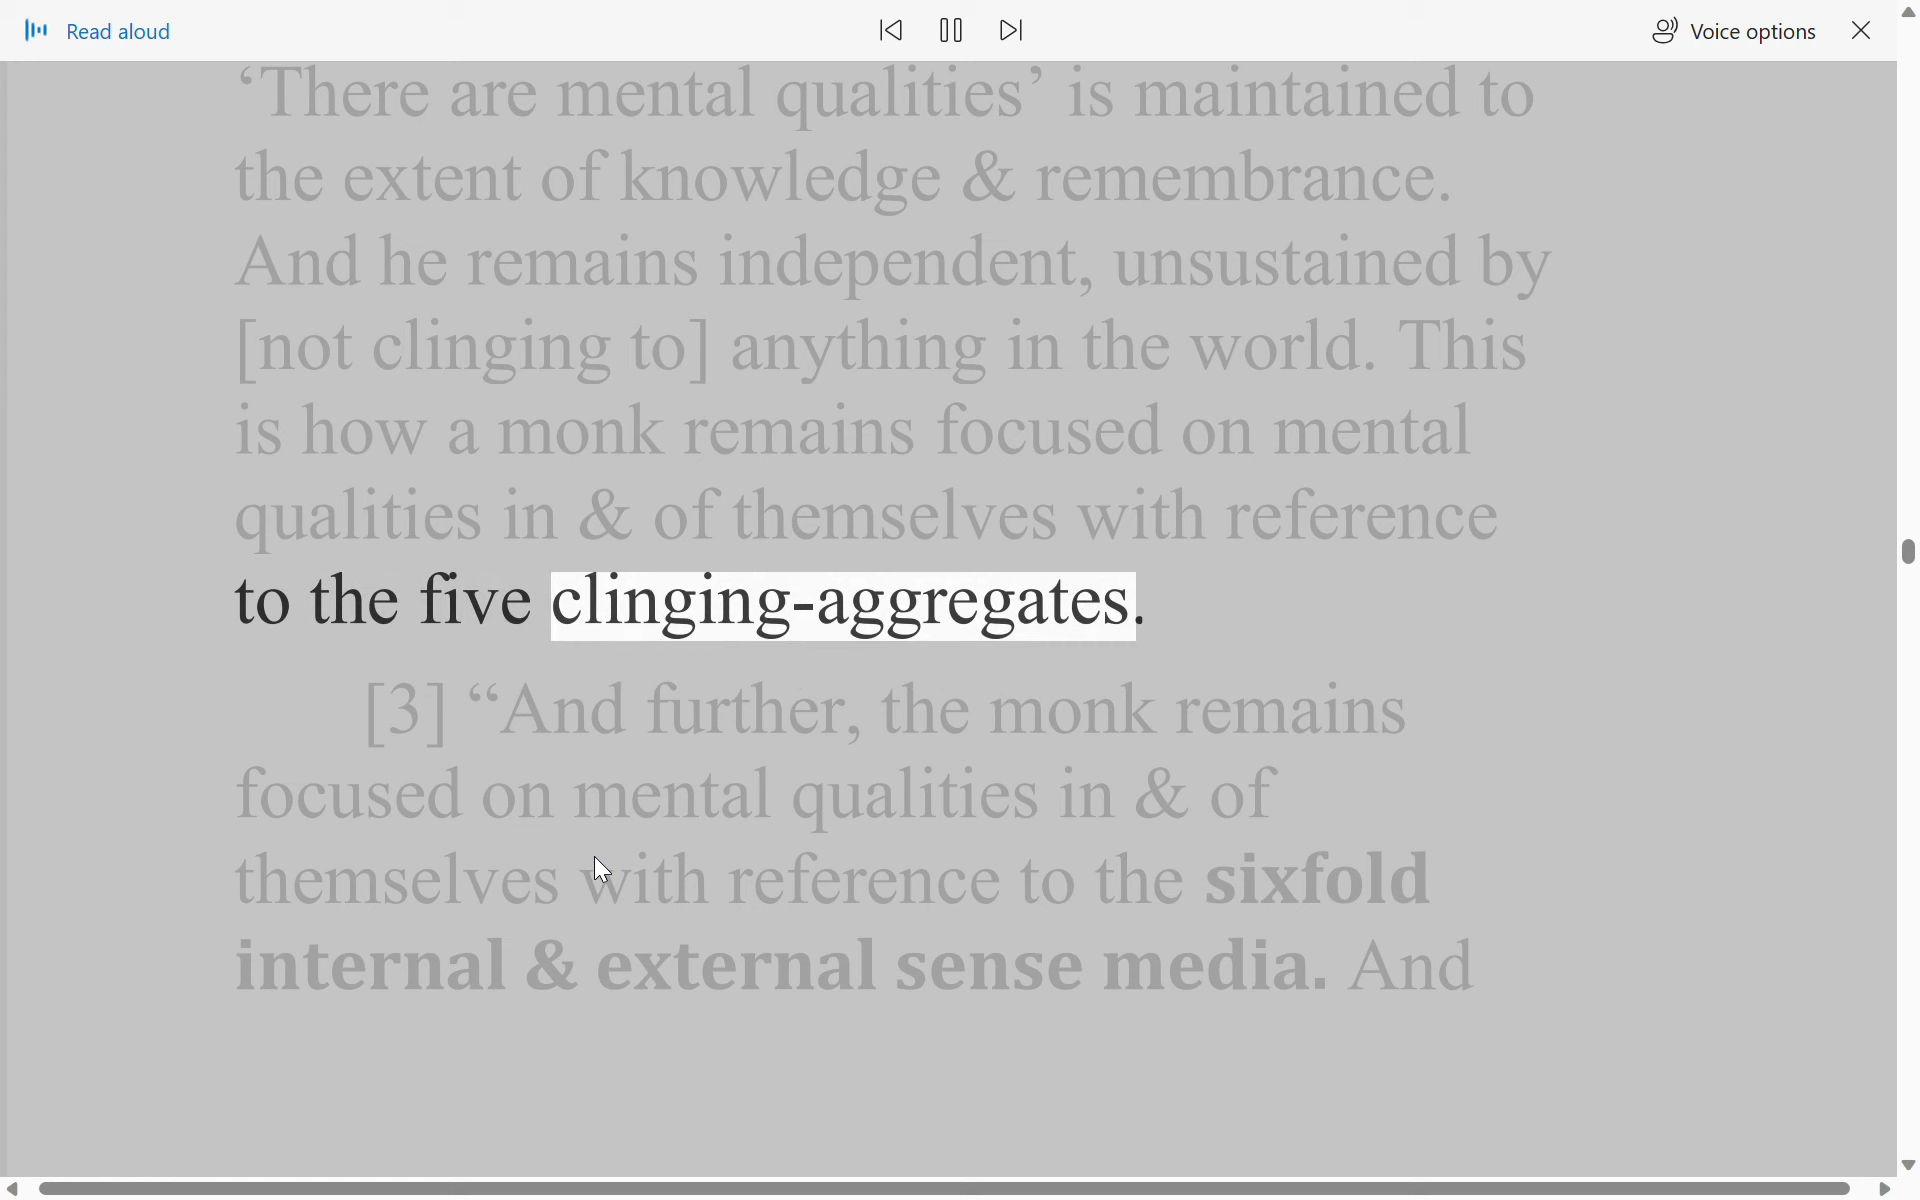 Read aloud
Voice options
‘There are mental qualities’ is maintained to
the extent of knowledge & remembrance.
And he remains independent, unsustained by
[not clinging to] anything in the world. This
is how a monk remains focused on mental
qualities in & of themselves with reference
to the five clinging-aggregates.
[3] “And further, the monk remains
focused on mental qualities in & of
themselves with reference to the sixfold
internal & external sense media. And